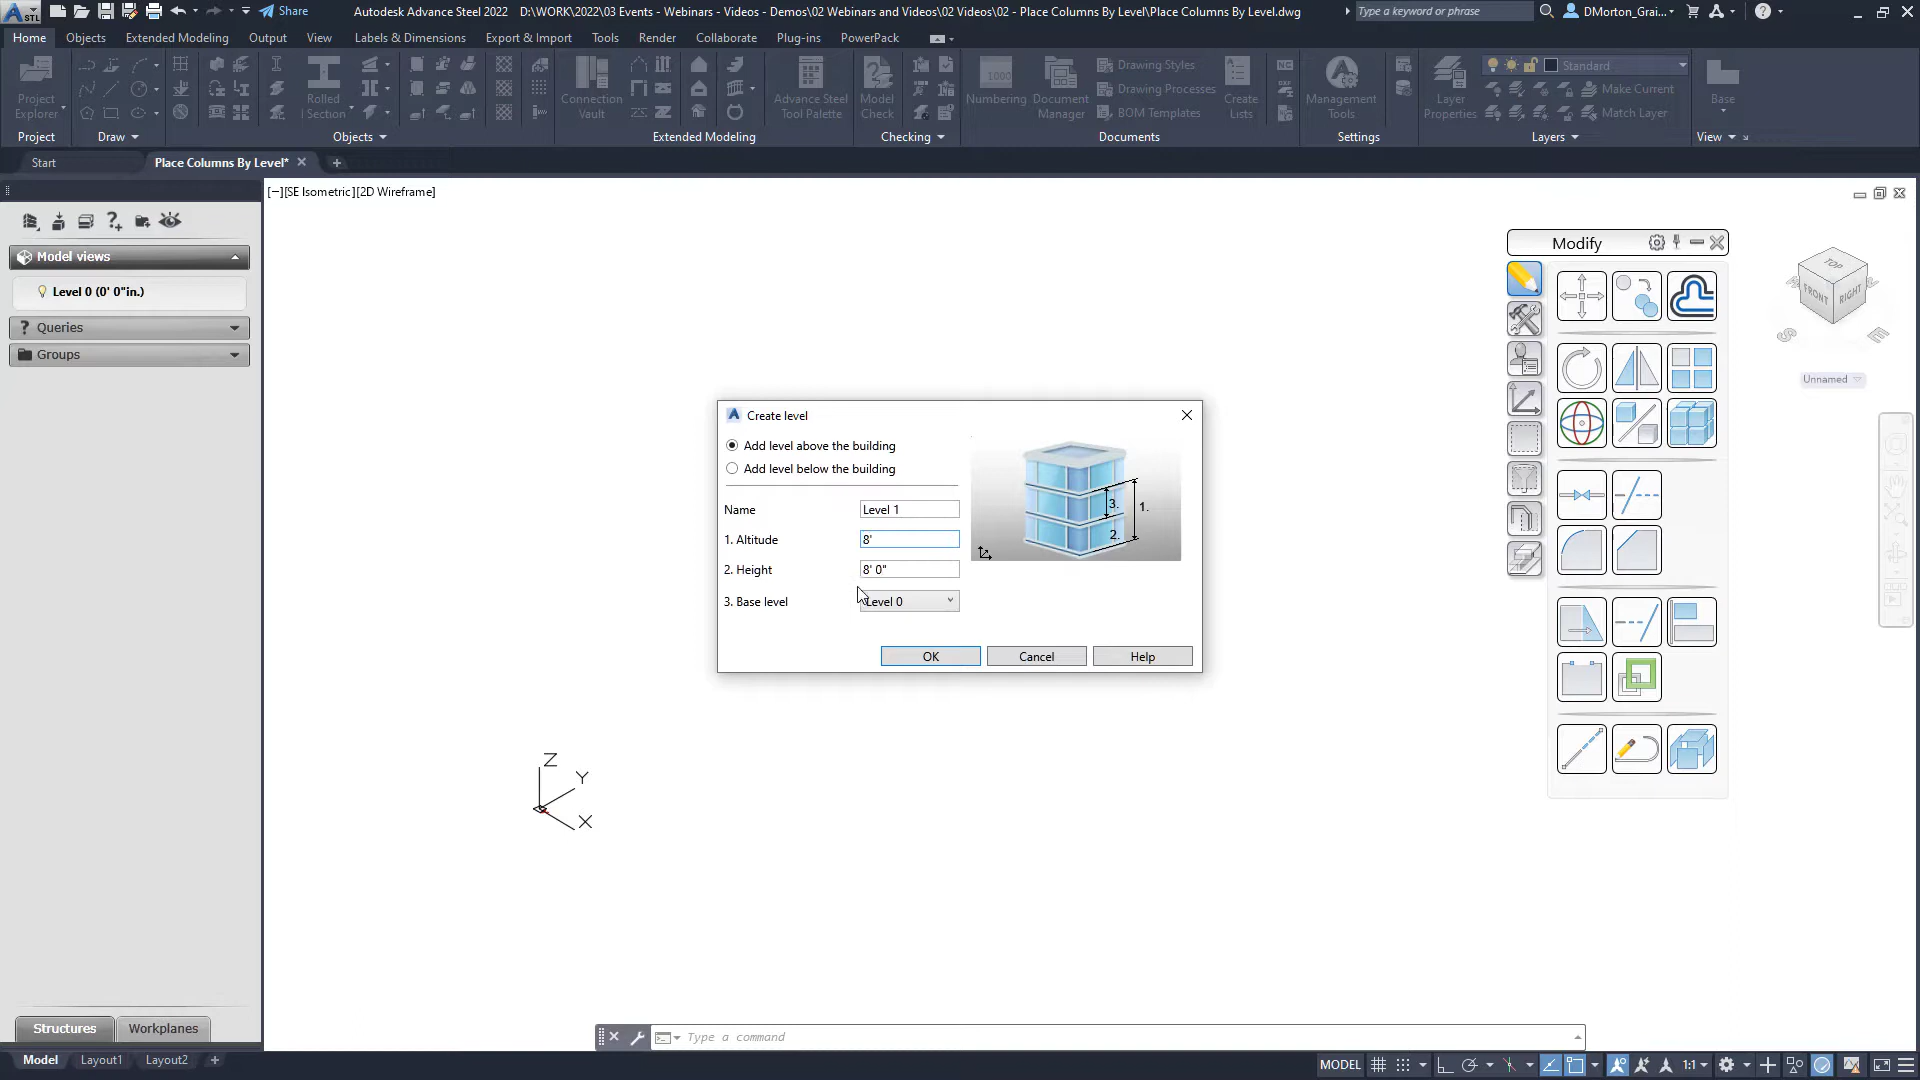 STL
Share
Autodesk Advance Steel 2022 D:\WORK\2022\03 Events - Webinars - Videos - Demos\02 Webinars and Videos\02 Videos\02 - Place Columns By Level\Place Columns By Level.dwg
Type a keyword or phrase
DMorton_Grai...
Home Objects Extended Modeling Output View Labels & Dimensions Export & Import Tools Render Collaborate Plug-ins PowerPack
Project Explorer
Rolled I Section
Connection Vault
Advance Steel Tool Palette
Model Check
1000
Numbering
Document Manager
Drawing Styles
Drawing Processes
BOM Templates
Create Lists
Management Tools
Layer Properties
Standard
Make Current
Match Layer
Base
Project Draw Objects Extended Modeling Checking Documents Settings Layers View
Start Place Columns By Level*
[−][SE Isometric][2D Wireframe]
Model views
Level 0 (0' 0"in.)
Queries
Groups
Modify
TOP
FRONT
RIGHT
S
E
Unnamed
Create level
Add level above the building
Add level below the building
Name Level 1
1. Altitude 8'
2. Height 8' 0"
3. Base level Level 0
3.
1.
2.
OK Cancel Help
Z
Y
X
Structures Workplanes
Type a command
Model Layout1 Layout2
MODEL
1:1